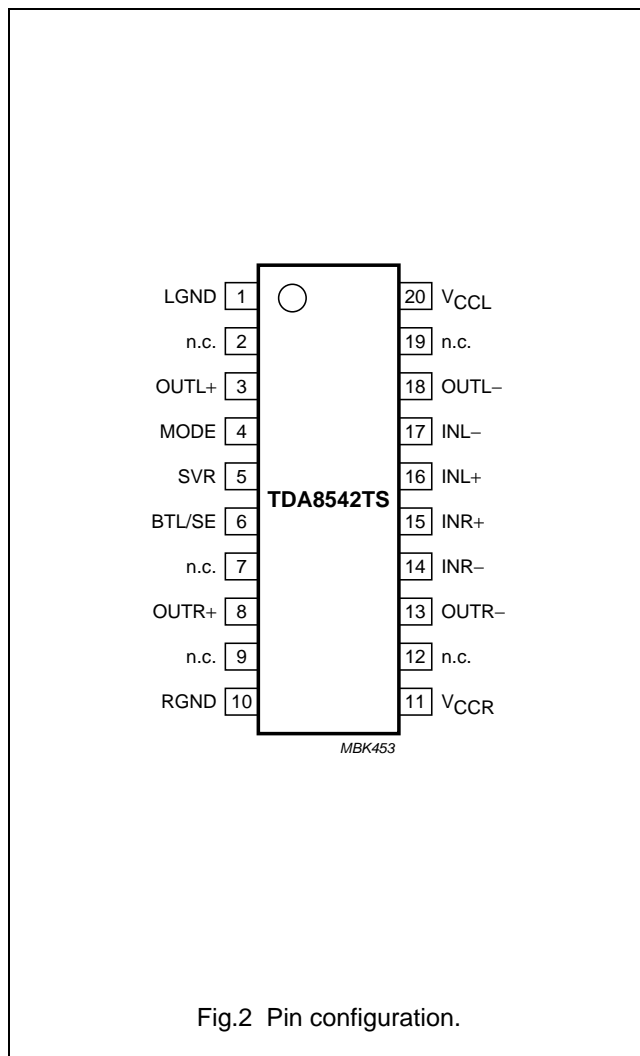 LGND 1 20 VCCL
n.c. 2 19 n.c.
OUTL+ 3 18 OUTL−
MODE 4 17 INL−
SVR 5 16 INL+
TDA8542TS
BTL/SE 6 15 INR+
n.c. 7 14 INR−
OUTR+ 8 13 OUTR−
n.c. 9 12 n.c.
RGND 10 11 VCCR
MBK453
Fig.2 Pin configuration.